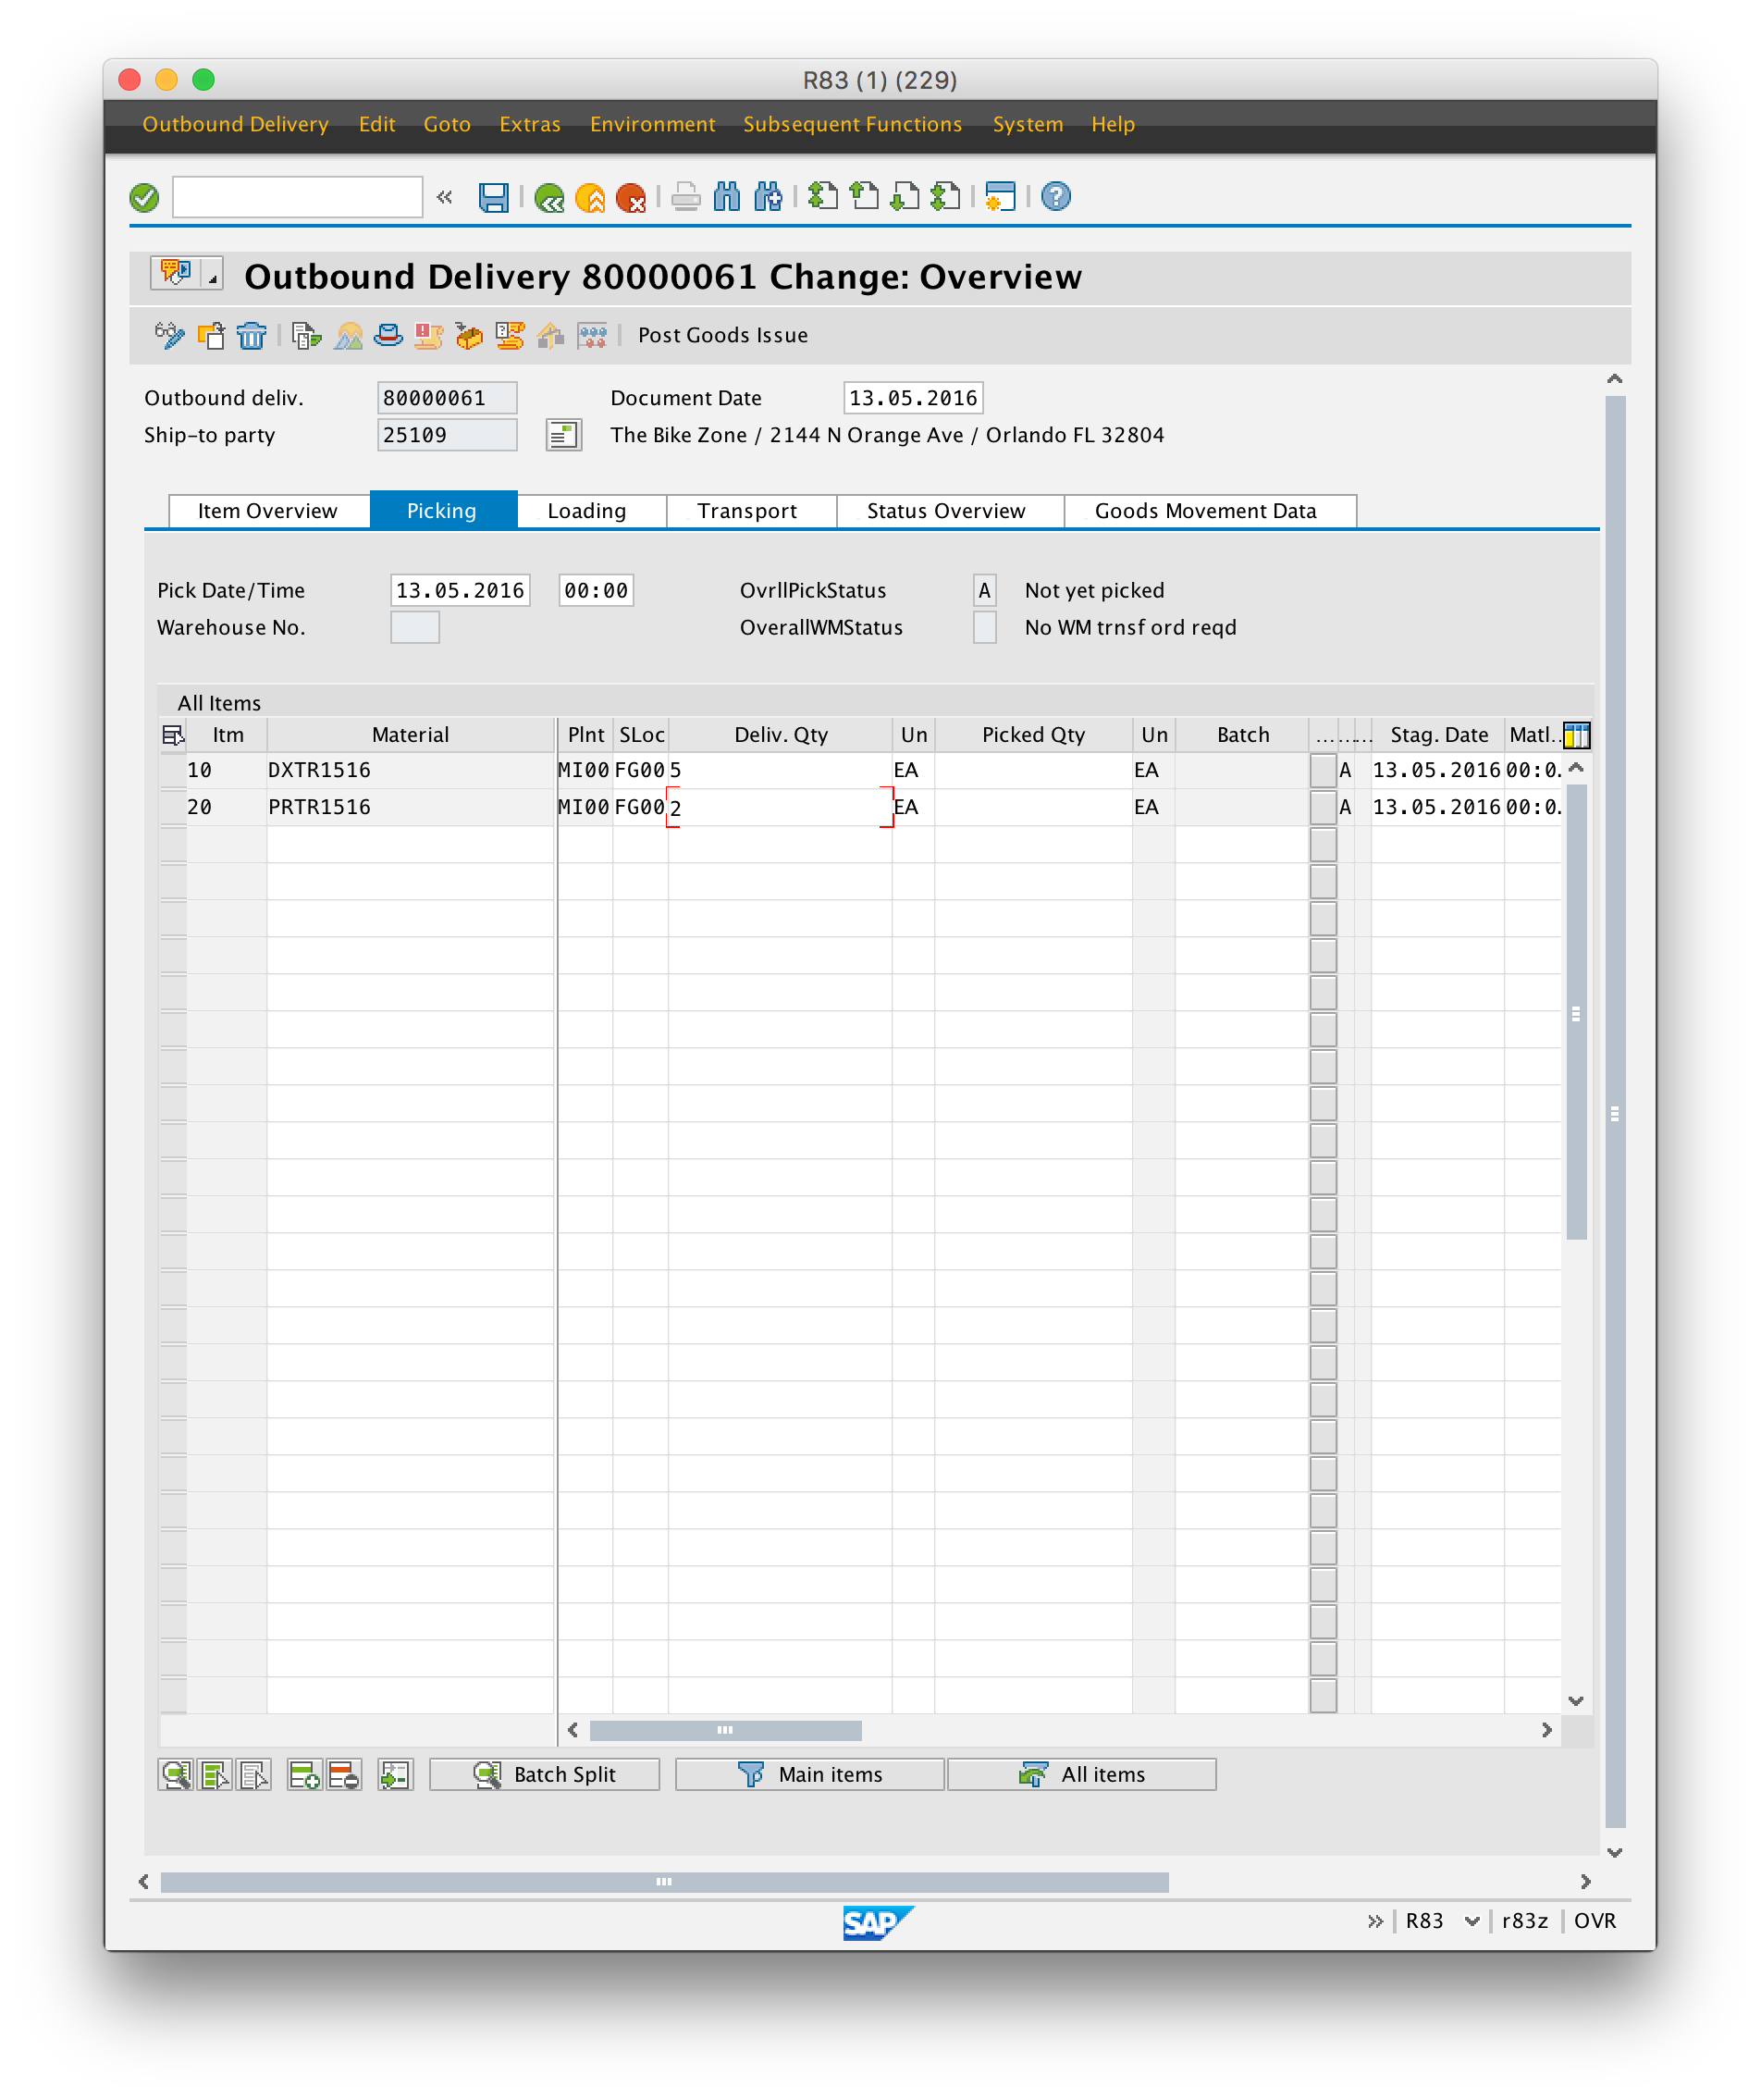 R83 (1) (229)
Outbound Delivery Edit Goto Extras Environment Subsequent Functions System Help
Outbound Delivery 80000061 Change: Overview
Post Goods Issue
Outbound deliv. 80000061 Document Date 13.05.2016
Ship-to party 25109 The Bike Zone / 2144 N Orange Ave / Orlando FL 32804
Item Overview Picking Loading Transport Status Overview Goods Movement Data
Pick Date/Time 13.05.2016 00:00 OvrllPickStatus A Not yet picked
Warehouse No. OverallWMStatus No WM trnsf ord reqd
All Items
Itm Material Plnt SLoc Deliv. Qty Un Picked Qty Un Batch ... ... ... Stag. Date Matl...
10 DXTR1516 MI00 FG00 5 EA EA A 13.05.2016 00:0.
20 PRTR1516 MI00 FG00 2 EA EA A 13.05.2016 00:0.
Batch Split Main items All items
SAP R83 r83z OVR